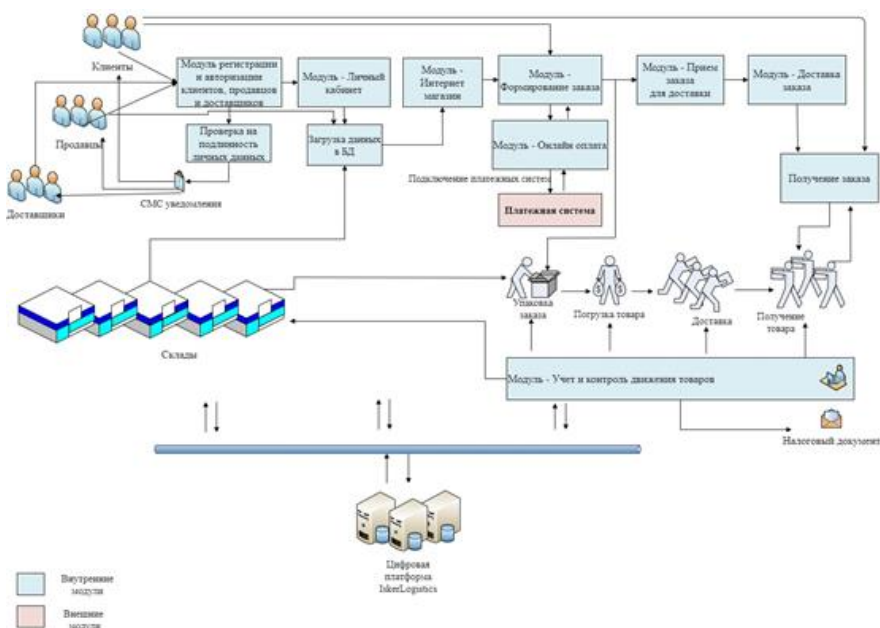 Клиенты
Модуль регистрации
и авторизации
клиентов, продавцов
и доставщиков
Модуль - Личный
кабинет
Модуль -
Интернет
магазин
Модуль -
Формирование заказа
Модуль - Прием
заказа
для доставки
Модуль - Доставка
заказа
Продавцы
Проверка на
подлинность
личных данных
Загрузка данных
в БД
Модуль - Онлайн оплата
Подключение платежных систем
Получение заказа
Доставщики
СМС уведомления
Платежная система
Упаковка
заказа
Погрузка товара
Доставка
Получение
товара
Склады
Модуль - Учет и контроль движения товаров
Налоговый документ
Цифровая
платформа
IskerLogistics
Внутренние
модули
Внешние
модули